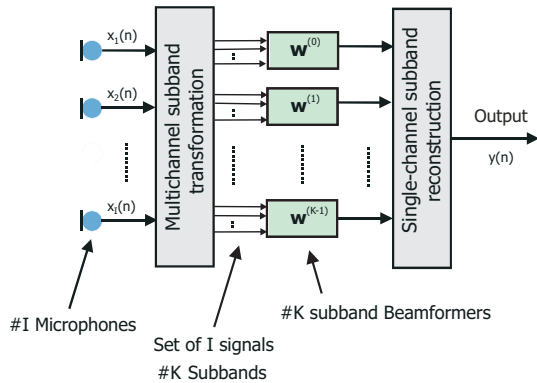 x1(n)
x2(n)
xI(n)
Multichannel subband
transformation
w(0)
w(1)
w(K-1)
Single-channel subband
reconstruction
Output
y(n)
#I Microphones
Set of I signals
#K Subbands
#K subband Beamformers